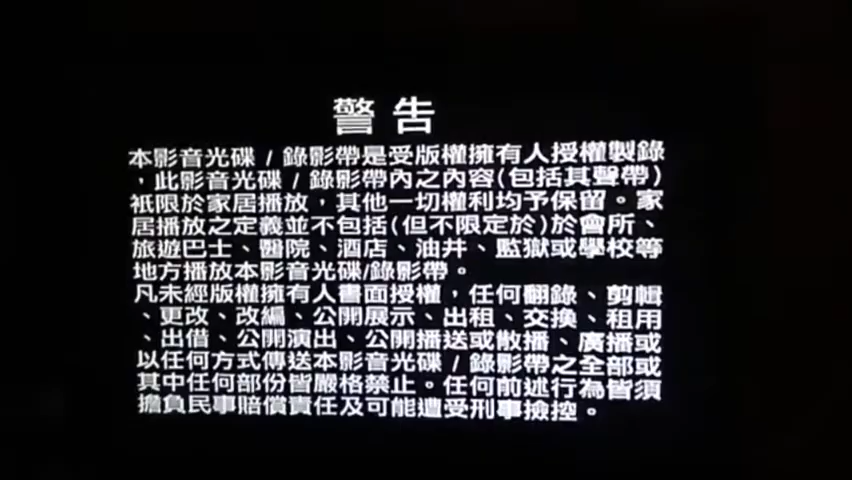 警告
本影音光碟 / 錄影帶是受版權擁有人授權製錄
，此影音光碟 / 錄影帶內之內容(包括其聲帶)
衹限於家居播放，其他一切權利均予保留。家
居播放之定義並不包括(但不限定於)於會所、
旅遊巴士、醫院、酒店、油井、監獄或學校等
地方播放本影音光碟/錄影帶。
凡未經版權擁有人書面授權，任何翻錄、剪輯
、更改、改編、公開展示、出租、交換、租用
、出借、公開演出、公開播送或散播、廣播或
以任何方式傳送本影音光碟 / 錄影帶之全部或
其中任何部份皆嚴格禁止。任何前述行為皆須
擔負民事賠償責任及可能遭受刑事撿控。